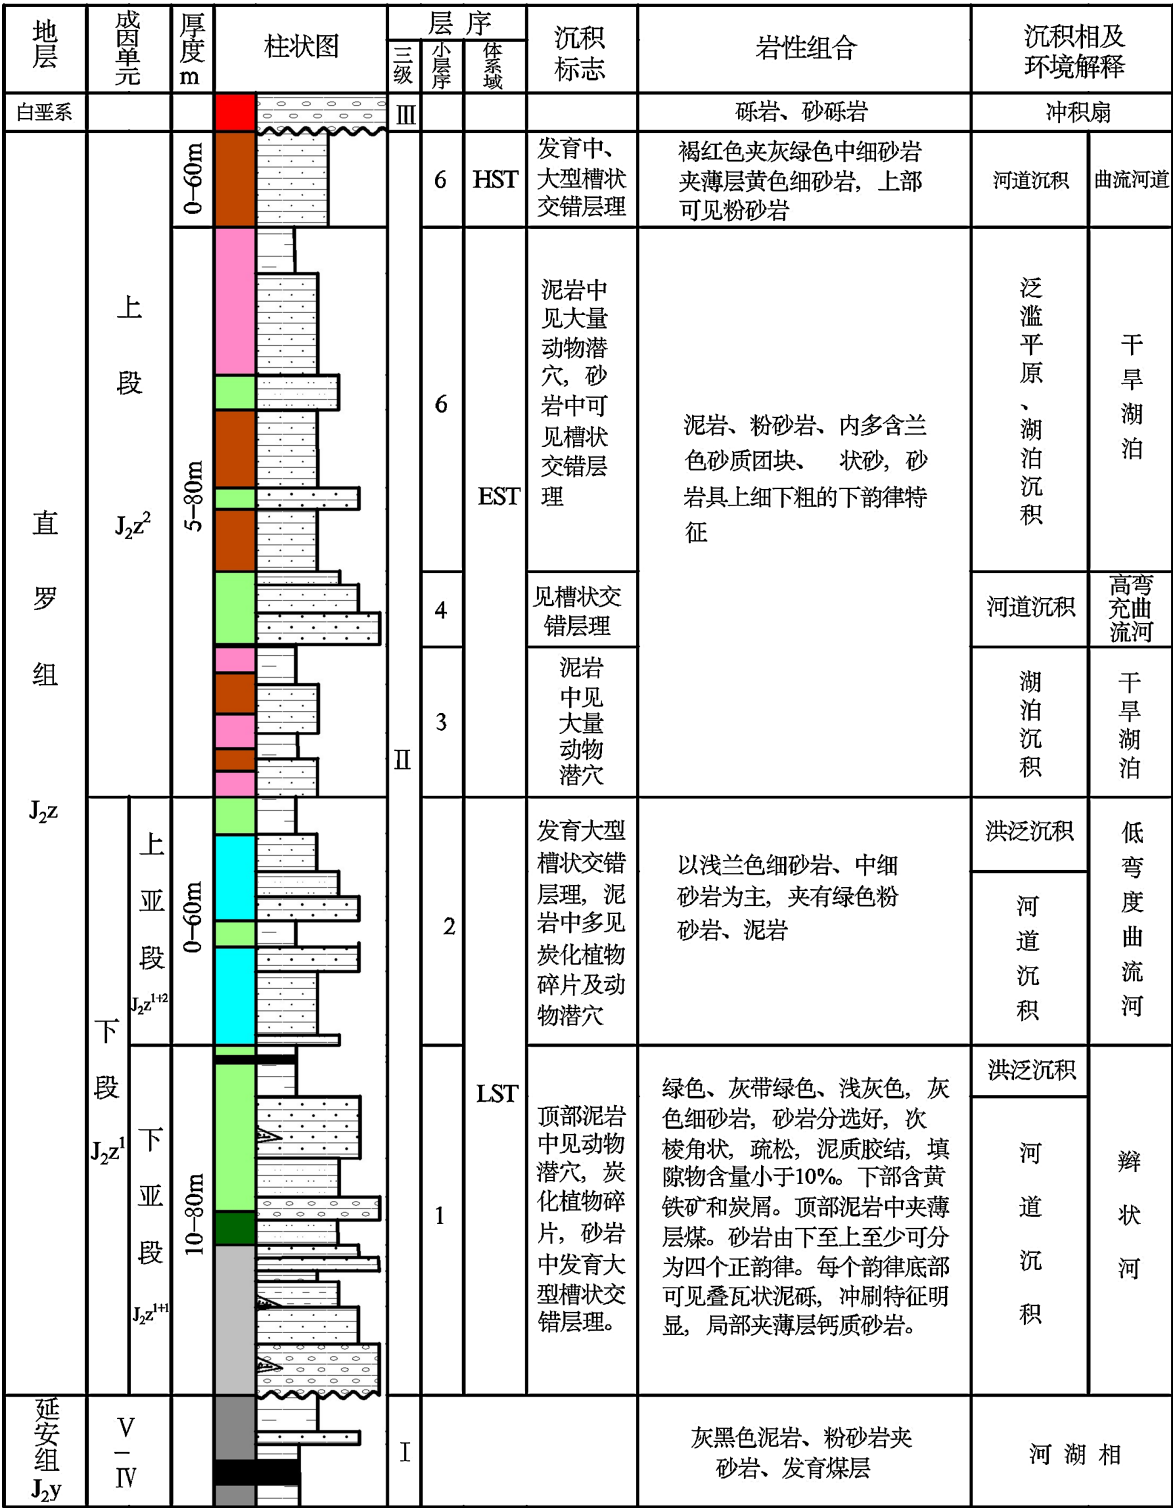 地层
成因单元
厚度m
柱状图
层序
三级
小层序
体系域
沉积
标志
岩性组合
沉积相及
环境解释
白垩系
Ⅲ
砾岩、砂砾岩
冲积扇
直罗组
J₂z
上段
J₂z²
0–60m
6
HST
发育中、
大型槽状
交错层理
褐红色夹灰绿色中细砂岩
夹薄层黄色细砂岩, 上部
可见粉砂岩
河道沉积
曲流河道
5–80m
Ⅱ
6
EST
泥岩中
见大量
动物潜
穴, 砂
岩中可
见槽状
交错层
理
泥岩、粉砂岩、内多含兰
色砂质团块、 状砂, 砂
岩具上细下粗的下韵律特
征
泛滥平原、湖泊沉积
干旱湖泊
4
见槽状交
错层理
河道沉积
高弯
充曲
流河
3
泥岩
中见
大量
动物
潜穴
湖泊沉积
干旱湖泊
下段
J₂z¹
上亚段
J₂z¹⁺²
0–60m
2
LST
发育大型
槽状交错
层理, 泥
岩中多见
炭化植物
碎片及动
物潜穴
以浅兰色细砂岩、中细
砂岩为主, 夹有绿色粉
砂岩、泥岩
洪泛沉积
河道沉积
低弯度曲流河
下亚段
J₂z¹⁺¹
10–80m
1
顶部泥岩
中见动物
潜穴, 炭
化植物碎
片, 砂岩
中发育大
型槽状交
错层理。
绿色、灰带绿色、浅灰色, 灰
色细砂岩, 砂岩分选好, 次
棱角状, 疏松, 泥质胶结, 填
隙物含量小于10%。下部含黄
铁矿和炭屑。顶部泥岩中夹薄
层煤。砂岩由下至上至少可分
为四个正韵律。每个韵律底部
可见叠瓦状泥砾, 冲刷特征明
显, 局部夹薄层钙质砂岩。
洪泛沉积
河道沉积
辫状河
延安组
J₂y
Ⅴ
–
Ⅳ
Ⅰ
灰黑色泥岩、粉砂岩夹
砂岩、发育煤层
河湖相